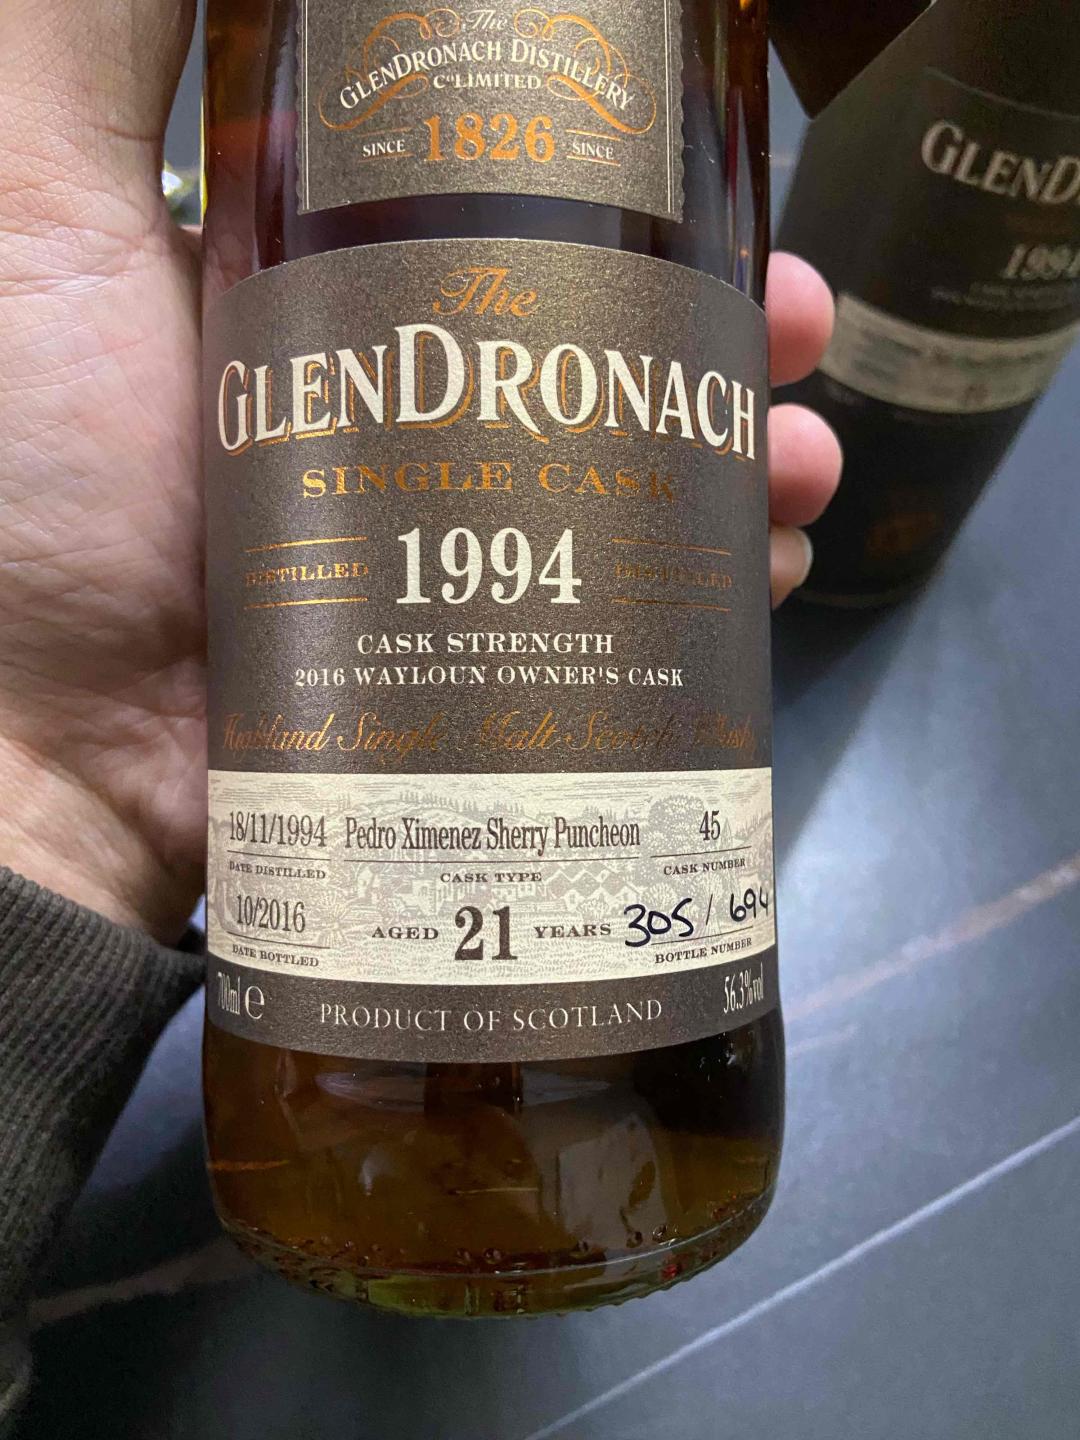 The
GLENDRONACH DISTILLERY
Co LIMITED
SINCE 1826 SINCE
The
GLENDRONACH
SINGLE CASK
DISTILLED 1994 DISTILLED
CASK STRENGTH
2016 WAYLOUN OWNER'S CASK
Highland Single Malt Scotch Whisky
18/11/1994 Pedro Ximenez Sherry Puncheon 45
DATE DISTILLED CASK TYPE CASK NUMBER
10/2016 AGED 21 YEARS 305 / 694
DATE BOTTLED BOTTLE NUMBER
700ml e PRODUCT OF SCOTLAND 56.3%vol
GLEND
1994